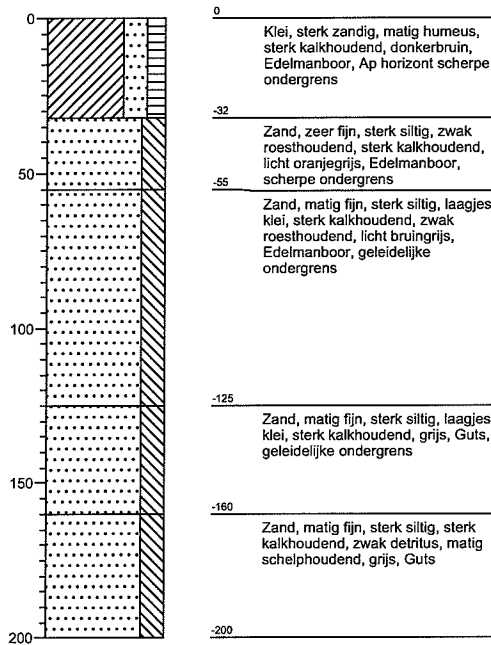 0
0
Klei, sterk zandig, matig humeus,
sterk kalkhoudend, donkerbruin,
Edelmanboor, Ap horizont scherpe
ondergrens
-32
Zand, zeer fijn, sterk siltig, zwak
roesthoudend, sterk kalkhoudend,
licht oranjegrijs, Edelmanboor,
scherpe ondergrens
50
-55
Zand, matig fijn, sterk siltig, laagjes
klei, sterk kalkhoudend, zwak
roesthoudend, licht bruingrijs,
Edelmanboor, geleidelijke
ondergrens
100
-125
Zand, matig fijn, sterk siltig, laagjes
klei, sterk kalkhoudend, grijs, Guts,
geleidelijke ondergrens
150
-160
Zand, matig fijn, sterk siltig, sterk
kalkhoudend, zwak detritus, matig
schelphoudend, grijs, Guts
200
-200